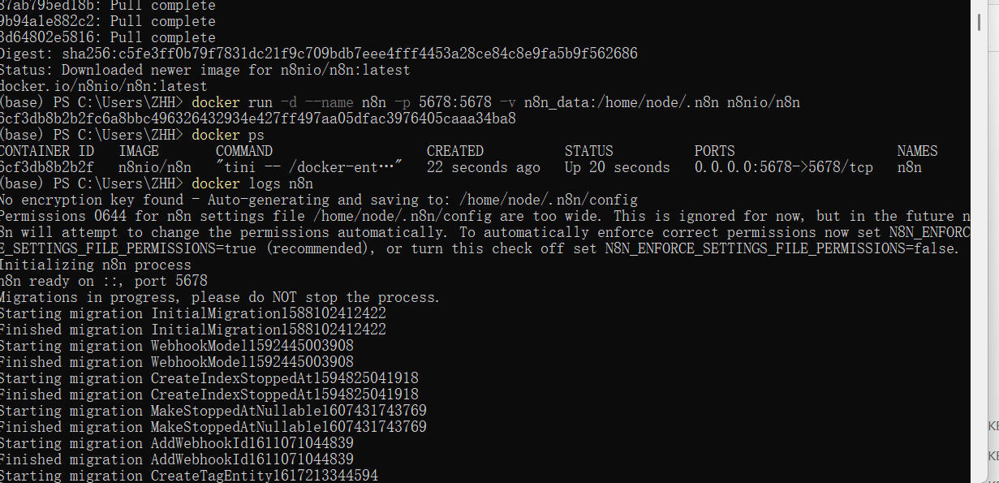 87ab795ed18b: Pull complete
9b94a1e882c2: Pull complete
3d64802e5816: Pull complete
Digest: sha256:c5fe3ff0b79f7831dc21f9c709bdb7eee4fff4453a28ce84c8e9fa5b9f562686
Status: Downloaded newer image for n8nio/n8n:latest
docker.io/n8nio/n8n:latest
(base) PS C:\Users\ZHH> docker run -d --name n8n -p 5678:5678 -v n8n_data:/home/node/.n8n n8nio/n8n
6cf3db8b2b2fc6a8bbc496326432934e427ff497aa05dfac3976405caaa34ba8
(base) PS C:\Users\ZHH> docker ps
CONTAINER ID   IMAGE       COMMAND                   CREATED          STATUS          PORTS                    NAMES
6cf3db8b2b2f   n8nio/n8n   "tini -- /docker-ent…"   22 seconds ago   Up 20 seconds   0.0.0.0:5678->5678/tcp   n8n
(base) PS C:\Users\ZHH> docker logs n8n
No encryption key found - Auto-generating and saving to: /home/node/.n8n/config
Permissions 0644 for n8n settings file /home/node/.n8n/config are too wide. This is ignored for now, but in the future n
8n will attempt to change the permissions automatically. To automatically enforce correct permissions now set N8N_ENFORC
E_SETTINGS_FILE_PERMISSIONS=true (recommended), or turn this check off set N8N_ENFORCE_SETTINGS_FILE_PERMISSIONS=false.
Initializing n8n process
n8n ready on ::, port 5678
Migrations in progress, please do NOT stop the process.
Starting migration InitialMigration1588102412422
Finished migration InitialMigration1588102412422
Starting migration WebhookModel1592445003908
Finished migration WebhookModel1592445003908
Starting migration CreateIndexStoppedAt1594825041918
Finished migration CreateIndexStoppedAt1594825041918
Starting migration MakeStoppedAtNullable1607431743769
Finished migration MakeStoppedAtNullable1607431743769
Starting migration AddWebhookId1611071044839
Finished migration AddWebhookId1611071044839
Starting migration CreateTagEntity1617213344594